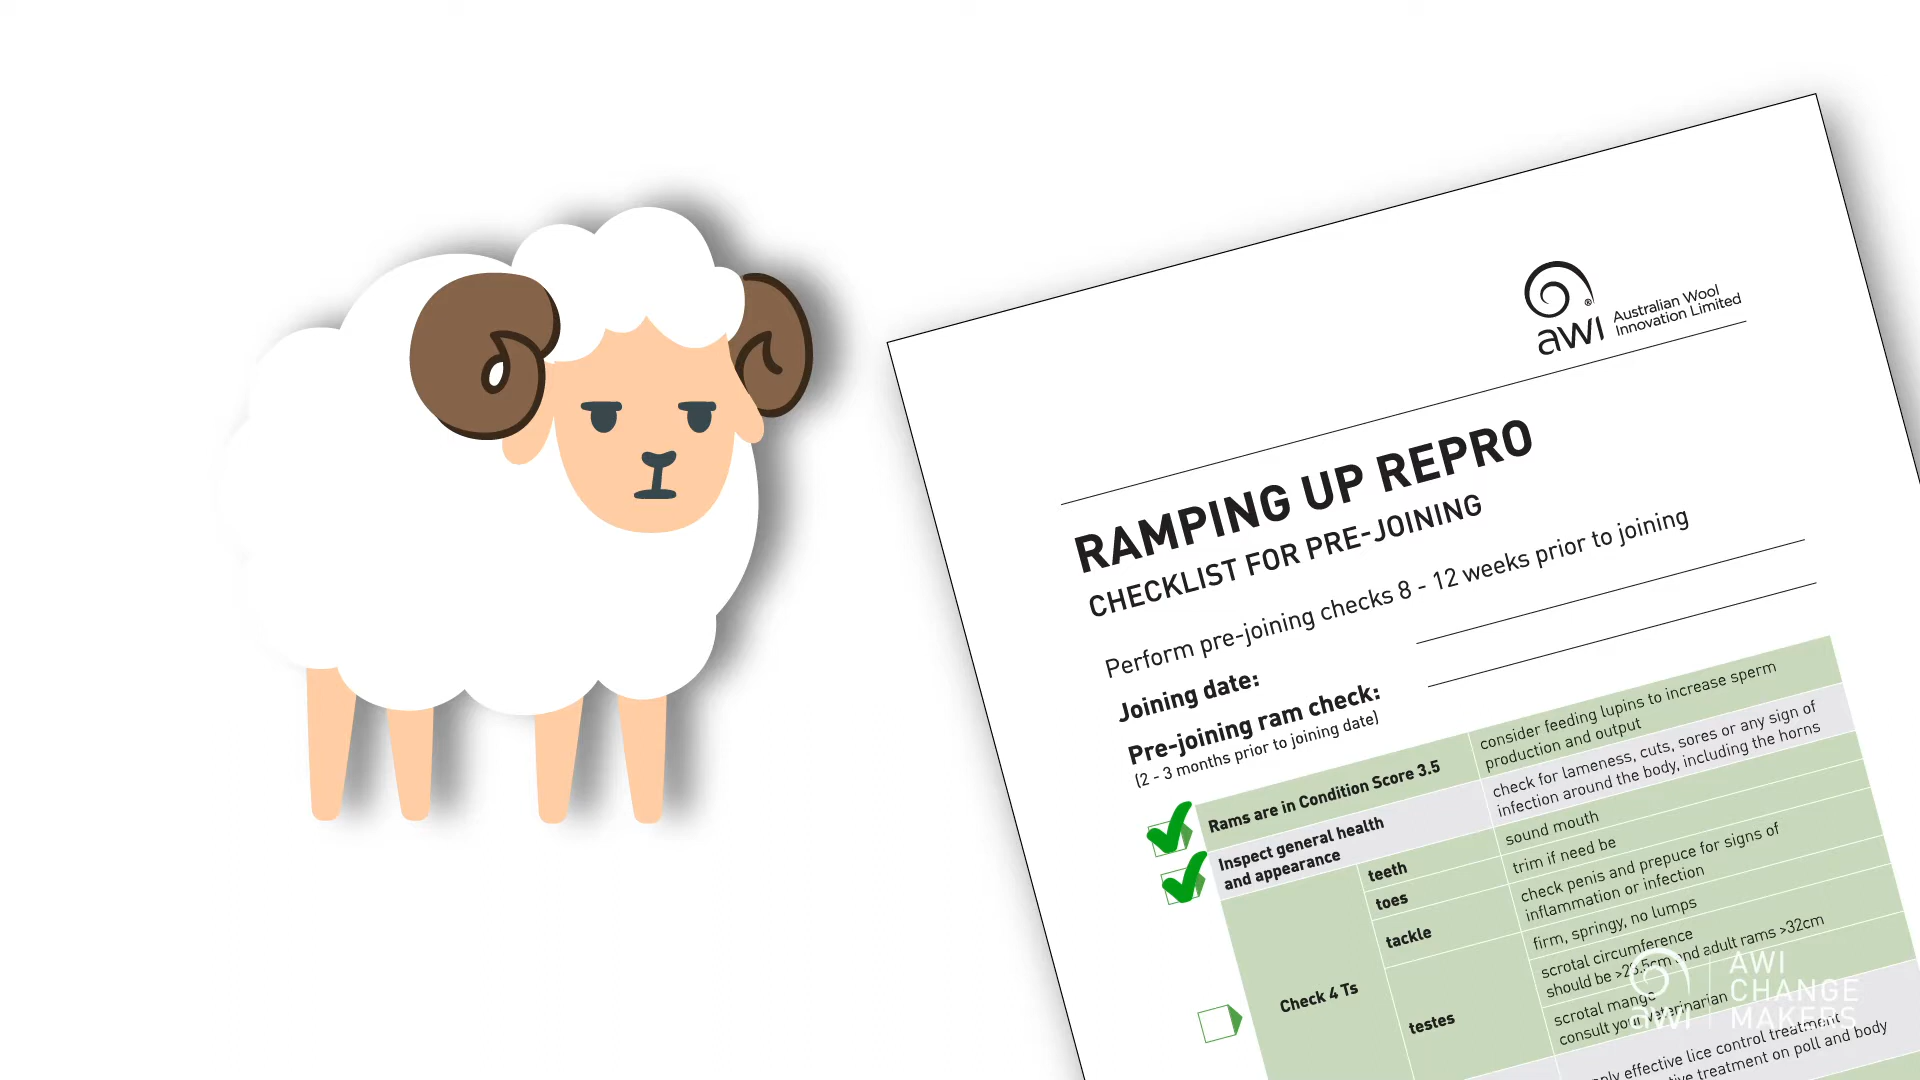 awi Australian Wool
Innovation Limited
RAMPING UP REPRO
CHECKLIST FOR PRE-JOINING
Perform pre-joining checks 8 - 12 weeks prior to joining
Joining date:
Pre-joining ram check:
(2 - 3 months prior to joining date)
Rams are in Condition Score 3.5
consider feeding lupins to increase sperm
production and output
Inspect general health
and appearance
check for lameness, cuts, sores or any sign of
infection around the body, including the horns
Check 4 Ts
teeth
sound mouth
toes
trim if need be
tackle
check penis and prepuce for signs of
inflammation or infection
testes
firm, springy, no lumps
scrotal circumference
should be and adult rams >32cm
scrotal mange
consult your veterinarian
effective lice control treatment
treatment on poll and body
awi
AWI
CHANGE
MAKERS